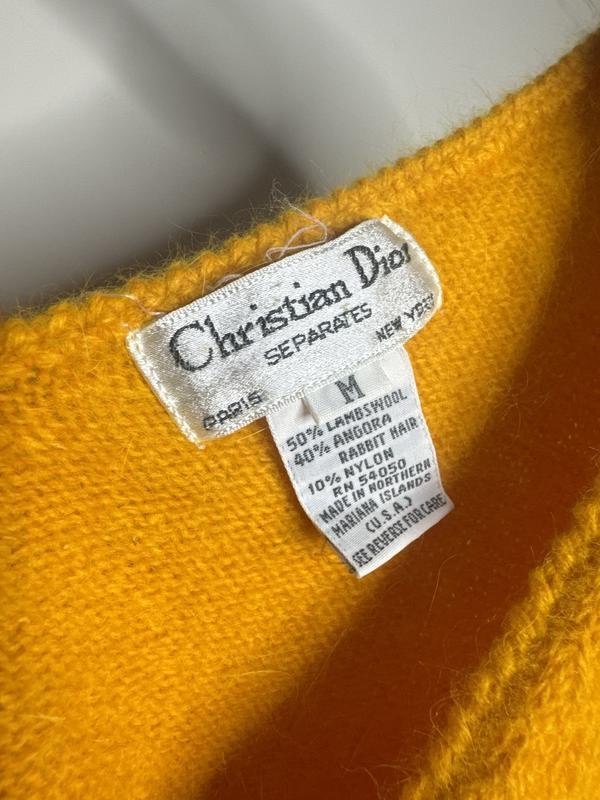 Christian Dior
SEPARATES
PARIS NEW YORK
M
50% LAMBSWOOL
40% ANGORA
RABBIT HAIR
10% NYLON
RN 54050
MADE IN NORTHERN
MARIANA ISLANDS
(U.S.A.)
SEE REVERSE FOR CARE